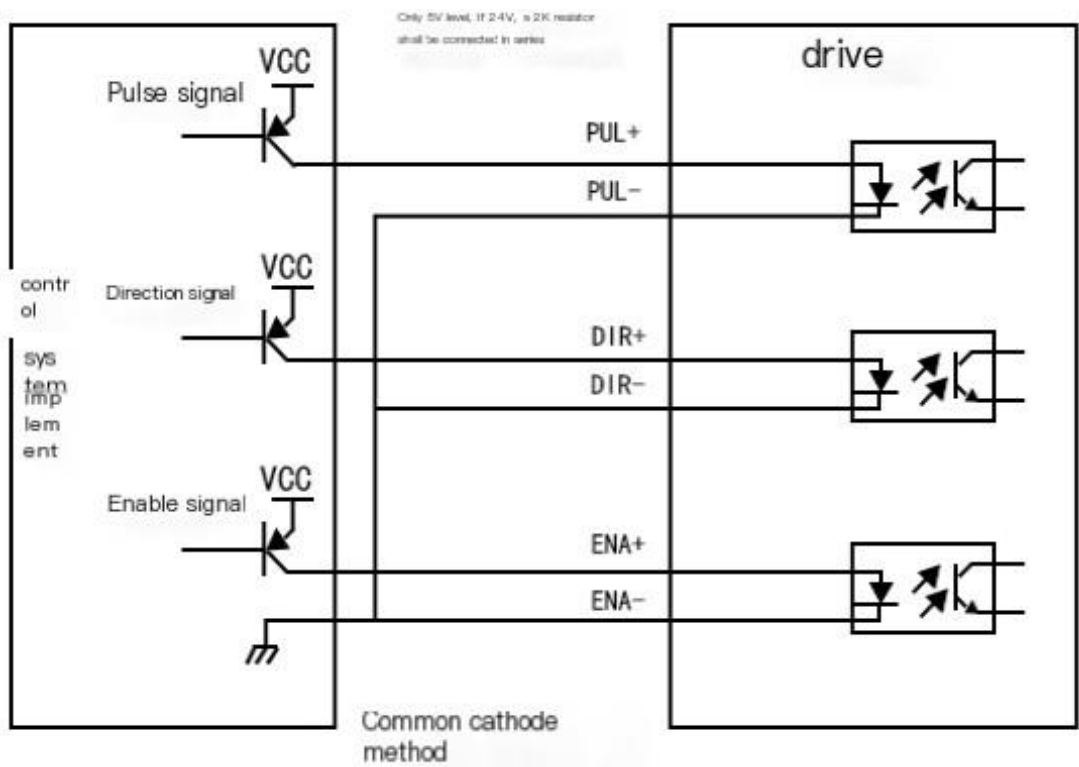 Only 5V level, If 24V, a 2K resistor
shall be connected in series
drive
VCC
Pulse signal
PUL+
PUL-
VCC
contr
ol
Direction signal
DIR+
DIR-
sys
tem
imp
lem
ent
VCC
Enable signal
ENA+
ENA-
Common cathode
method